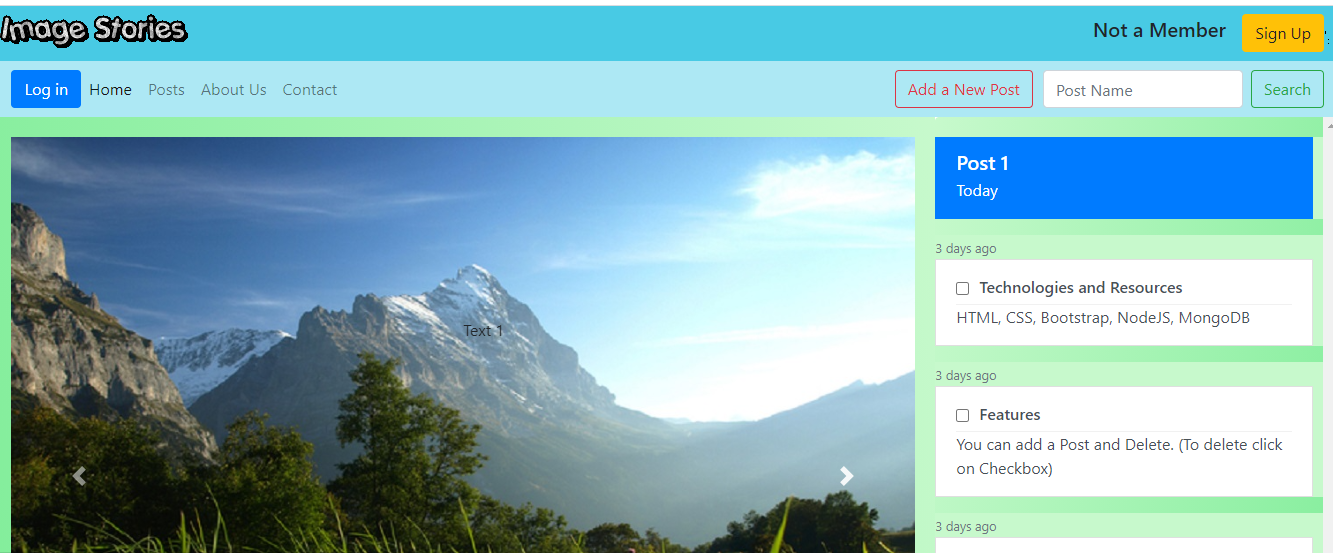 Image Stories
Not a Member
Sign Up
Log in
Home
Posts
About Us
Contact
Add a New Post
Post Name
Search
Text 1
Post 1
Today
3 days ago
Technologies and Resources
HTML, CSS, Bootstrap, NodeJS, MongoDB
3 days ago
Features
You can add a Post and Delete. (To delete click
on Checkbox)
3 days ago